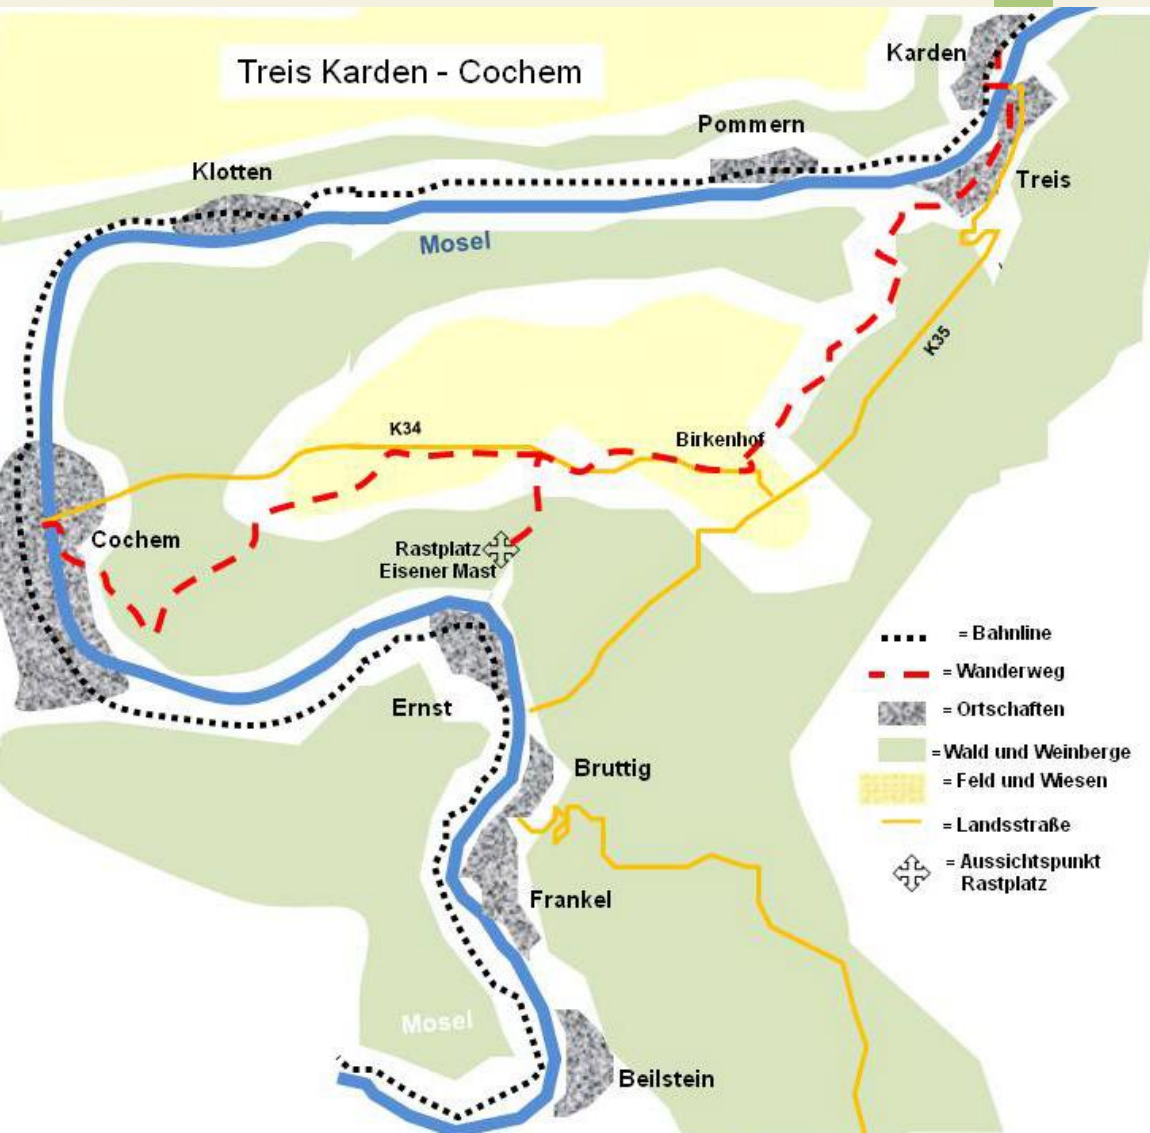 Treis Karden - Cochem
Karden
Pommern
Klotten
Treis
Mosel
K35
K34
Birkenhof
Cochem
Rastplatz
Eisener Mast
Ernst
Bruttig
Frankel
Mosel
Beilstein
= Bahnline
= Wanderweg
= Ortschaften
= Wald und Weinberge
= Feld und Wiesen
= Landsstraße
= Aussichtspunkt
Rastplatz